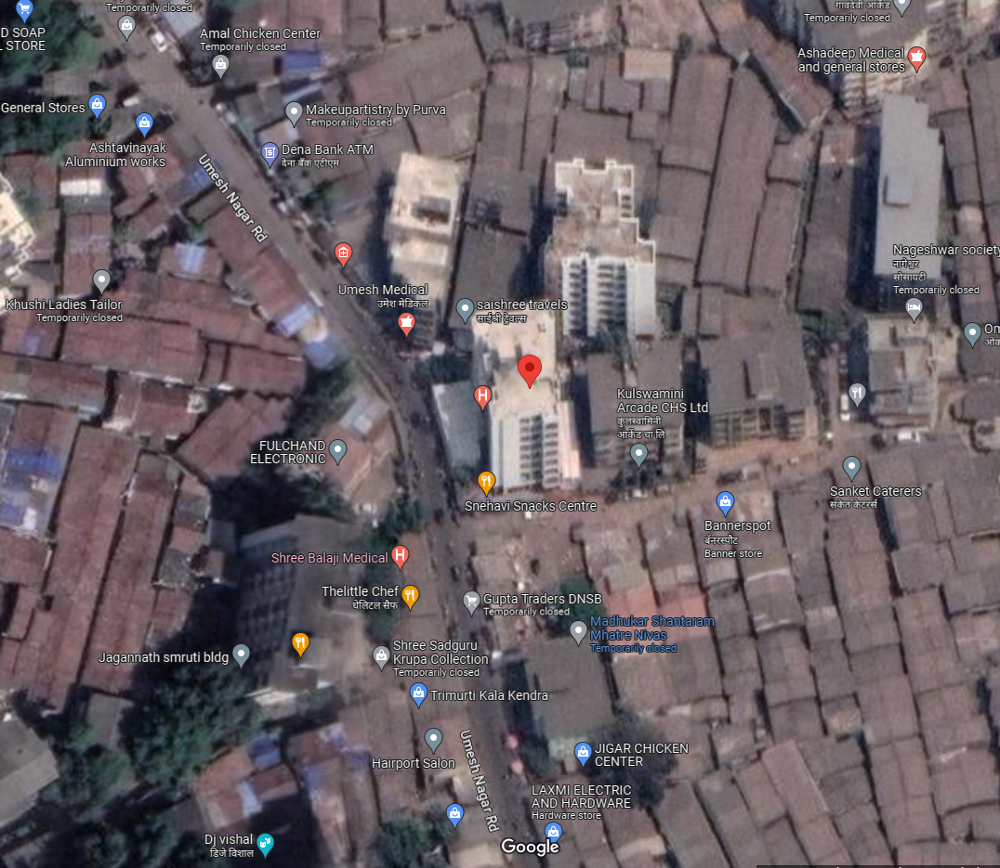 Temporarily closed
Amal Chicken Center
Temporarily closed
गावदेवी आर्केड
Temporarily closed
D SOAP
L STORE
Ashadeep Medical
and general stores
General Stores
Makeupartistry by Purva
Temporarily closed
Ashtavinayak
Aluminium works
Dena Bank ATM
देना बँक एटीएम
Umesh Nagar Rd
Nageshwar society
नागेश्वर
सोसायटी
Temporarily closed
Umesh Medical
उमेश मेडिकल
saishree travels
साईश्री ट्रॅवल्स
Khushi Ladies Tailor
Temporarily closed
Om
H
Kulswamini
Arcade CHS Ltd
कुलस्वामिनी
आर्केड चा लि
FULCHAND
ELECTRONIC
Sanket Caterers
संकेत केटरर्स
Snehavi Snacks Centre
Bannerspot
बॅनरस्पॉट
Banner store
Shree Balaji Medical
H
Thelittle Chef
थेलिटल सैफ
Gupta Traders DNSB
Temporarily closed
Madhukar Shantaram
Mhatre Nivas
Temporarily closed
Jagannath smruti bldg
Shree Sadguru
Krupa Collection
Temporarily closed
Trimurti Kala Kendra
Hairport Salon
Umesh Nagar Rd
JIGAR CHICKEN
CENTER
LAXMI ELECTRIC
AND HARDWARE
Hardware store
Dj vishal
डिजे विशाल
Google